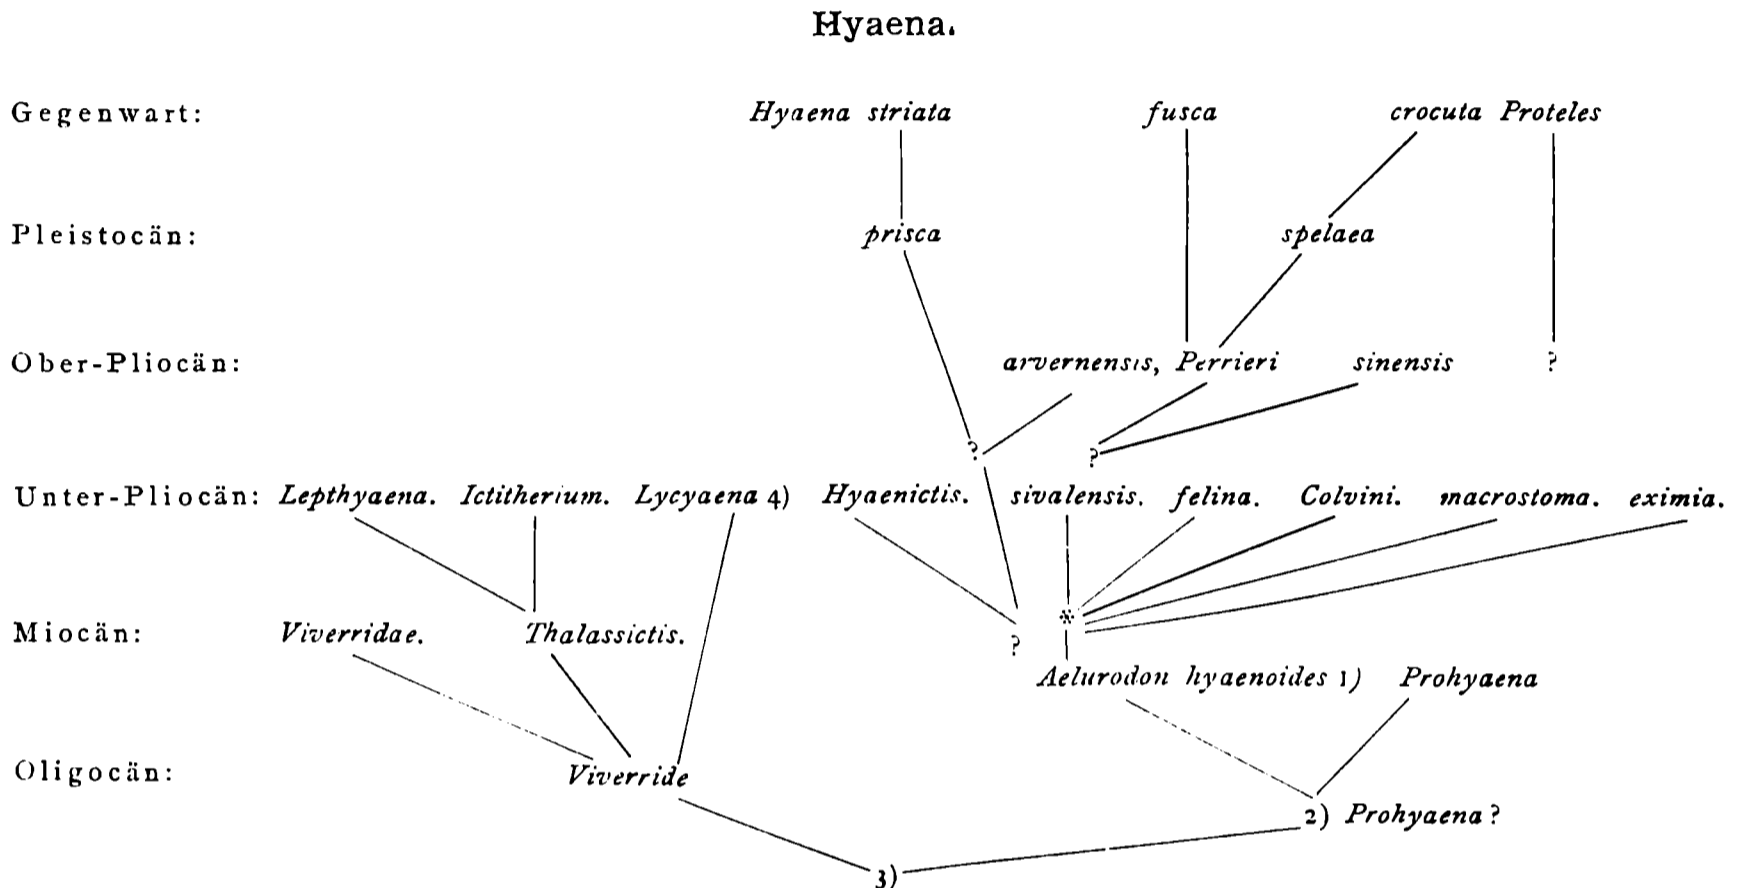 Hyaena.
Gegenwart: Hyaena striata fusca crocuta Proteles
Pleistocän: prisca spelaea
Ober-Pliocän: arvernensis, Perrieri sinensis ?
? ?
Unter-Pliocän: Lepthyaena. Ictitherium. Lycyaena 4) Hyaenictis. sivalensis. felina. Colvini. macrostoma. eximia.
*
Miocän: Viverridae. Thalassictis. ?
Aelurodon hyaenoides 1) Prohyaena
Oligocän: Viverride
2) Prohyaena?
3)